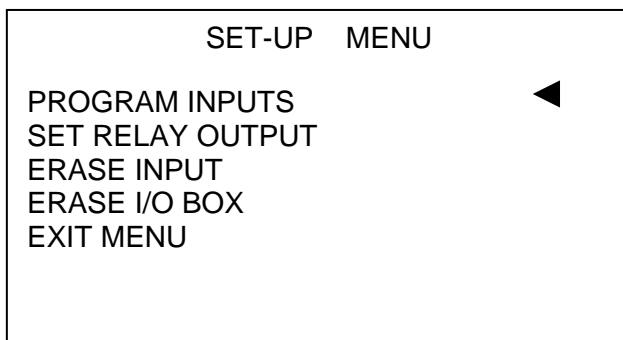 SET-UP MENU
PROGRAM INPUTS
SET RELAY OUTPUT
ERASE INPUT
ERASE I/O BOX
EXIT MENU